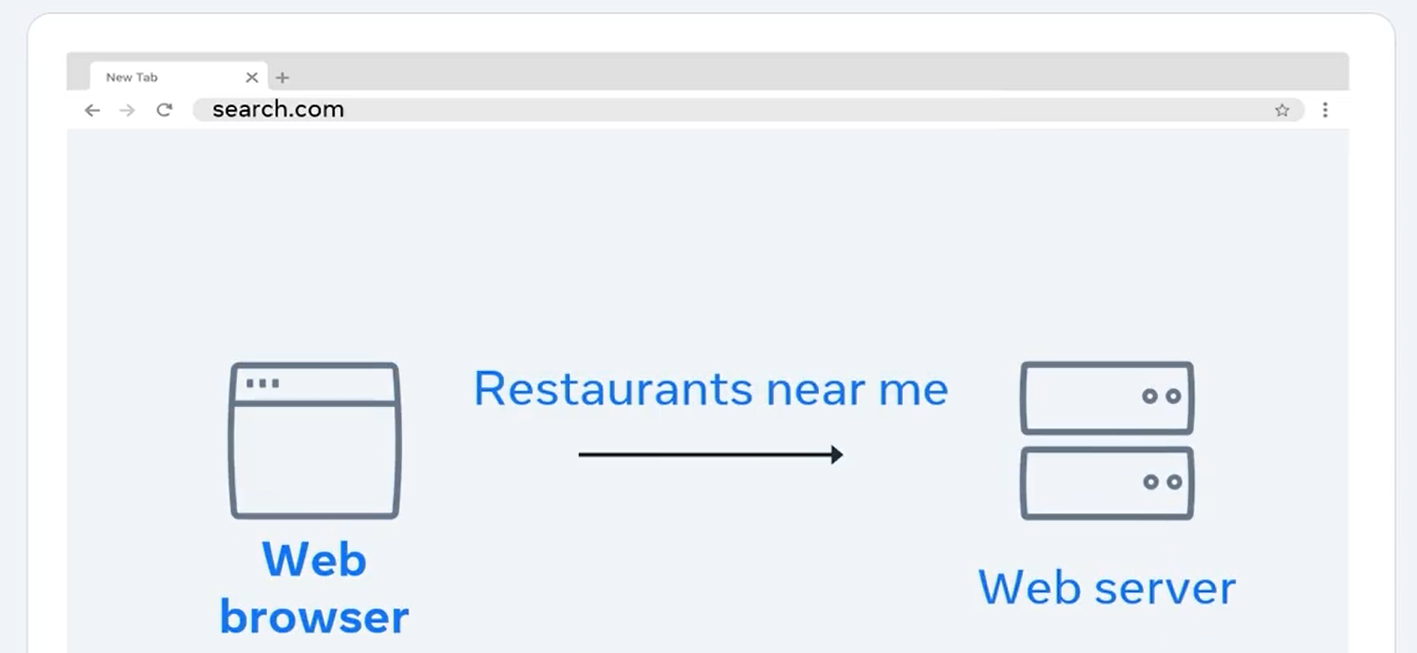 New Tab
search.com
Restaurants near me
Web
browser
Web server